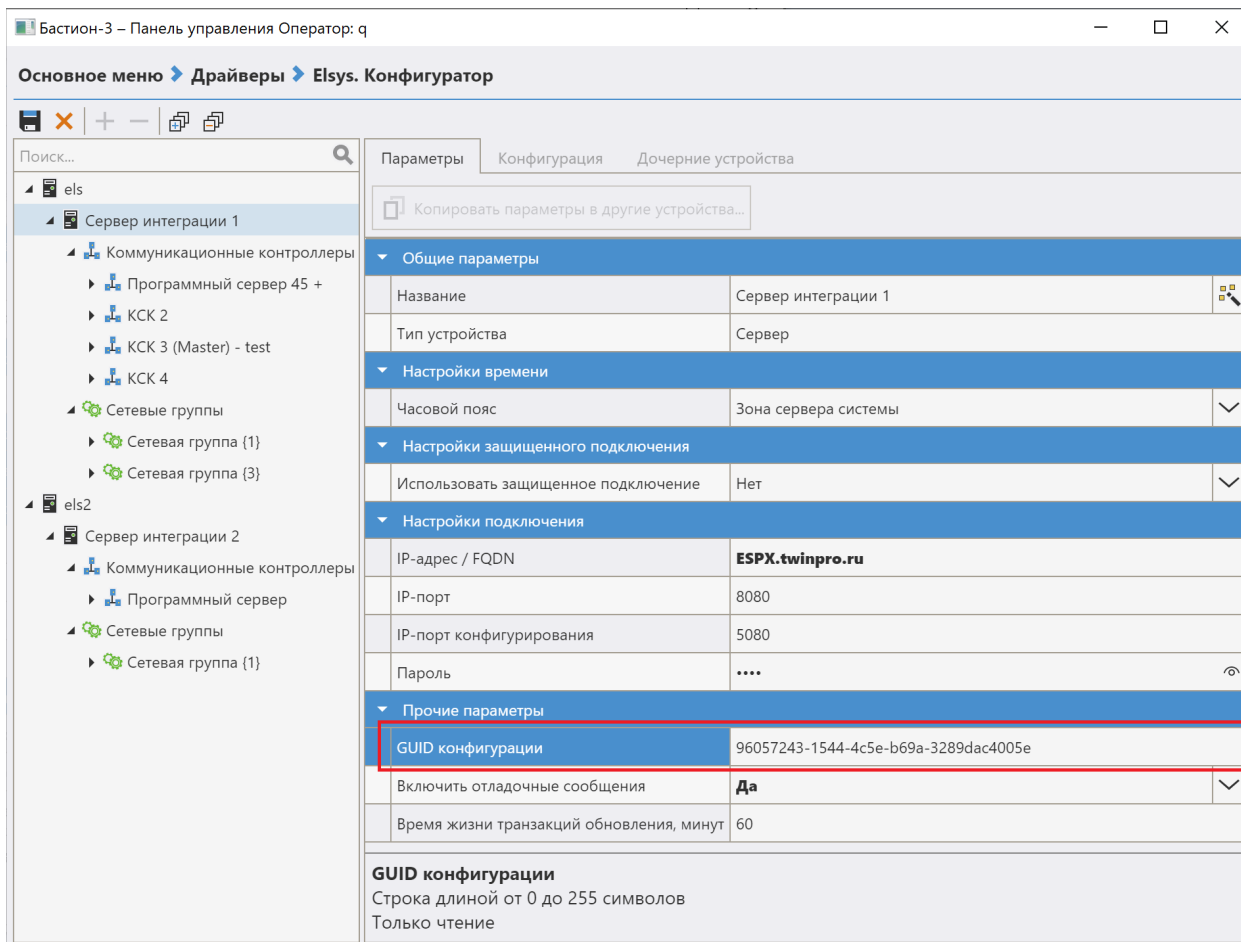 Бастион-3 – Панель управления Оператор: q
Основное меню Драйверы Elsys. Конфигуратор
Поиск...
els
Сервер интеграции 1
Коммуникационные контроллеры
Программный сервер 45 +
КСК 2
КСК 3 (Master) - test
КСК 4
Сетевые группы
Сетевая группа {1}
Сетевая группа {3}
els2
Сервер интеграции 2
Коммуникационные контроллеры
Программный сервер
Сетевые группы
Сетевая группа {1}
Параметры Конфигурация Дочерние устройства
Копировать параметры в другие устройства...
Общие параметры
Название Сервер интеграции 1
Тип устройства Сервер
Настройки времени
Часовой пояс Зона сервера системы
Настройки защищенного подключения
Использовать защищенное подключение Нет
Настройки подключения
IP-адрес / FQDN ESPX.twinpro.ru
IP-порт 8080
IP-порт конфигурирования 5080
Пароль ••••
Прочие параметры
GUID конфигурации 96057243-1544-4c5e-b69a-3289dac4005e
Включить отладочные сообщения Да
Время жизни транзакций обновления, минут 60
GUID конфигурации
Строка длиной от 0 до 255 символов
Только чтение